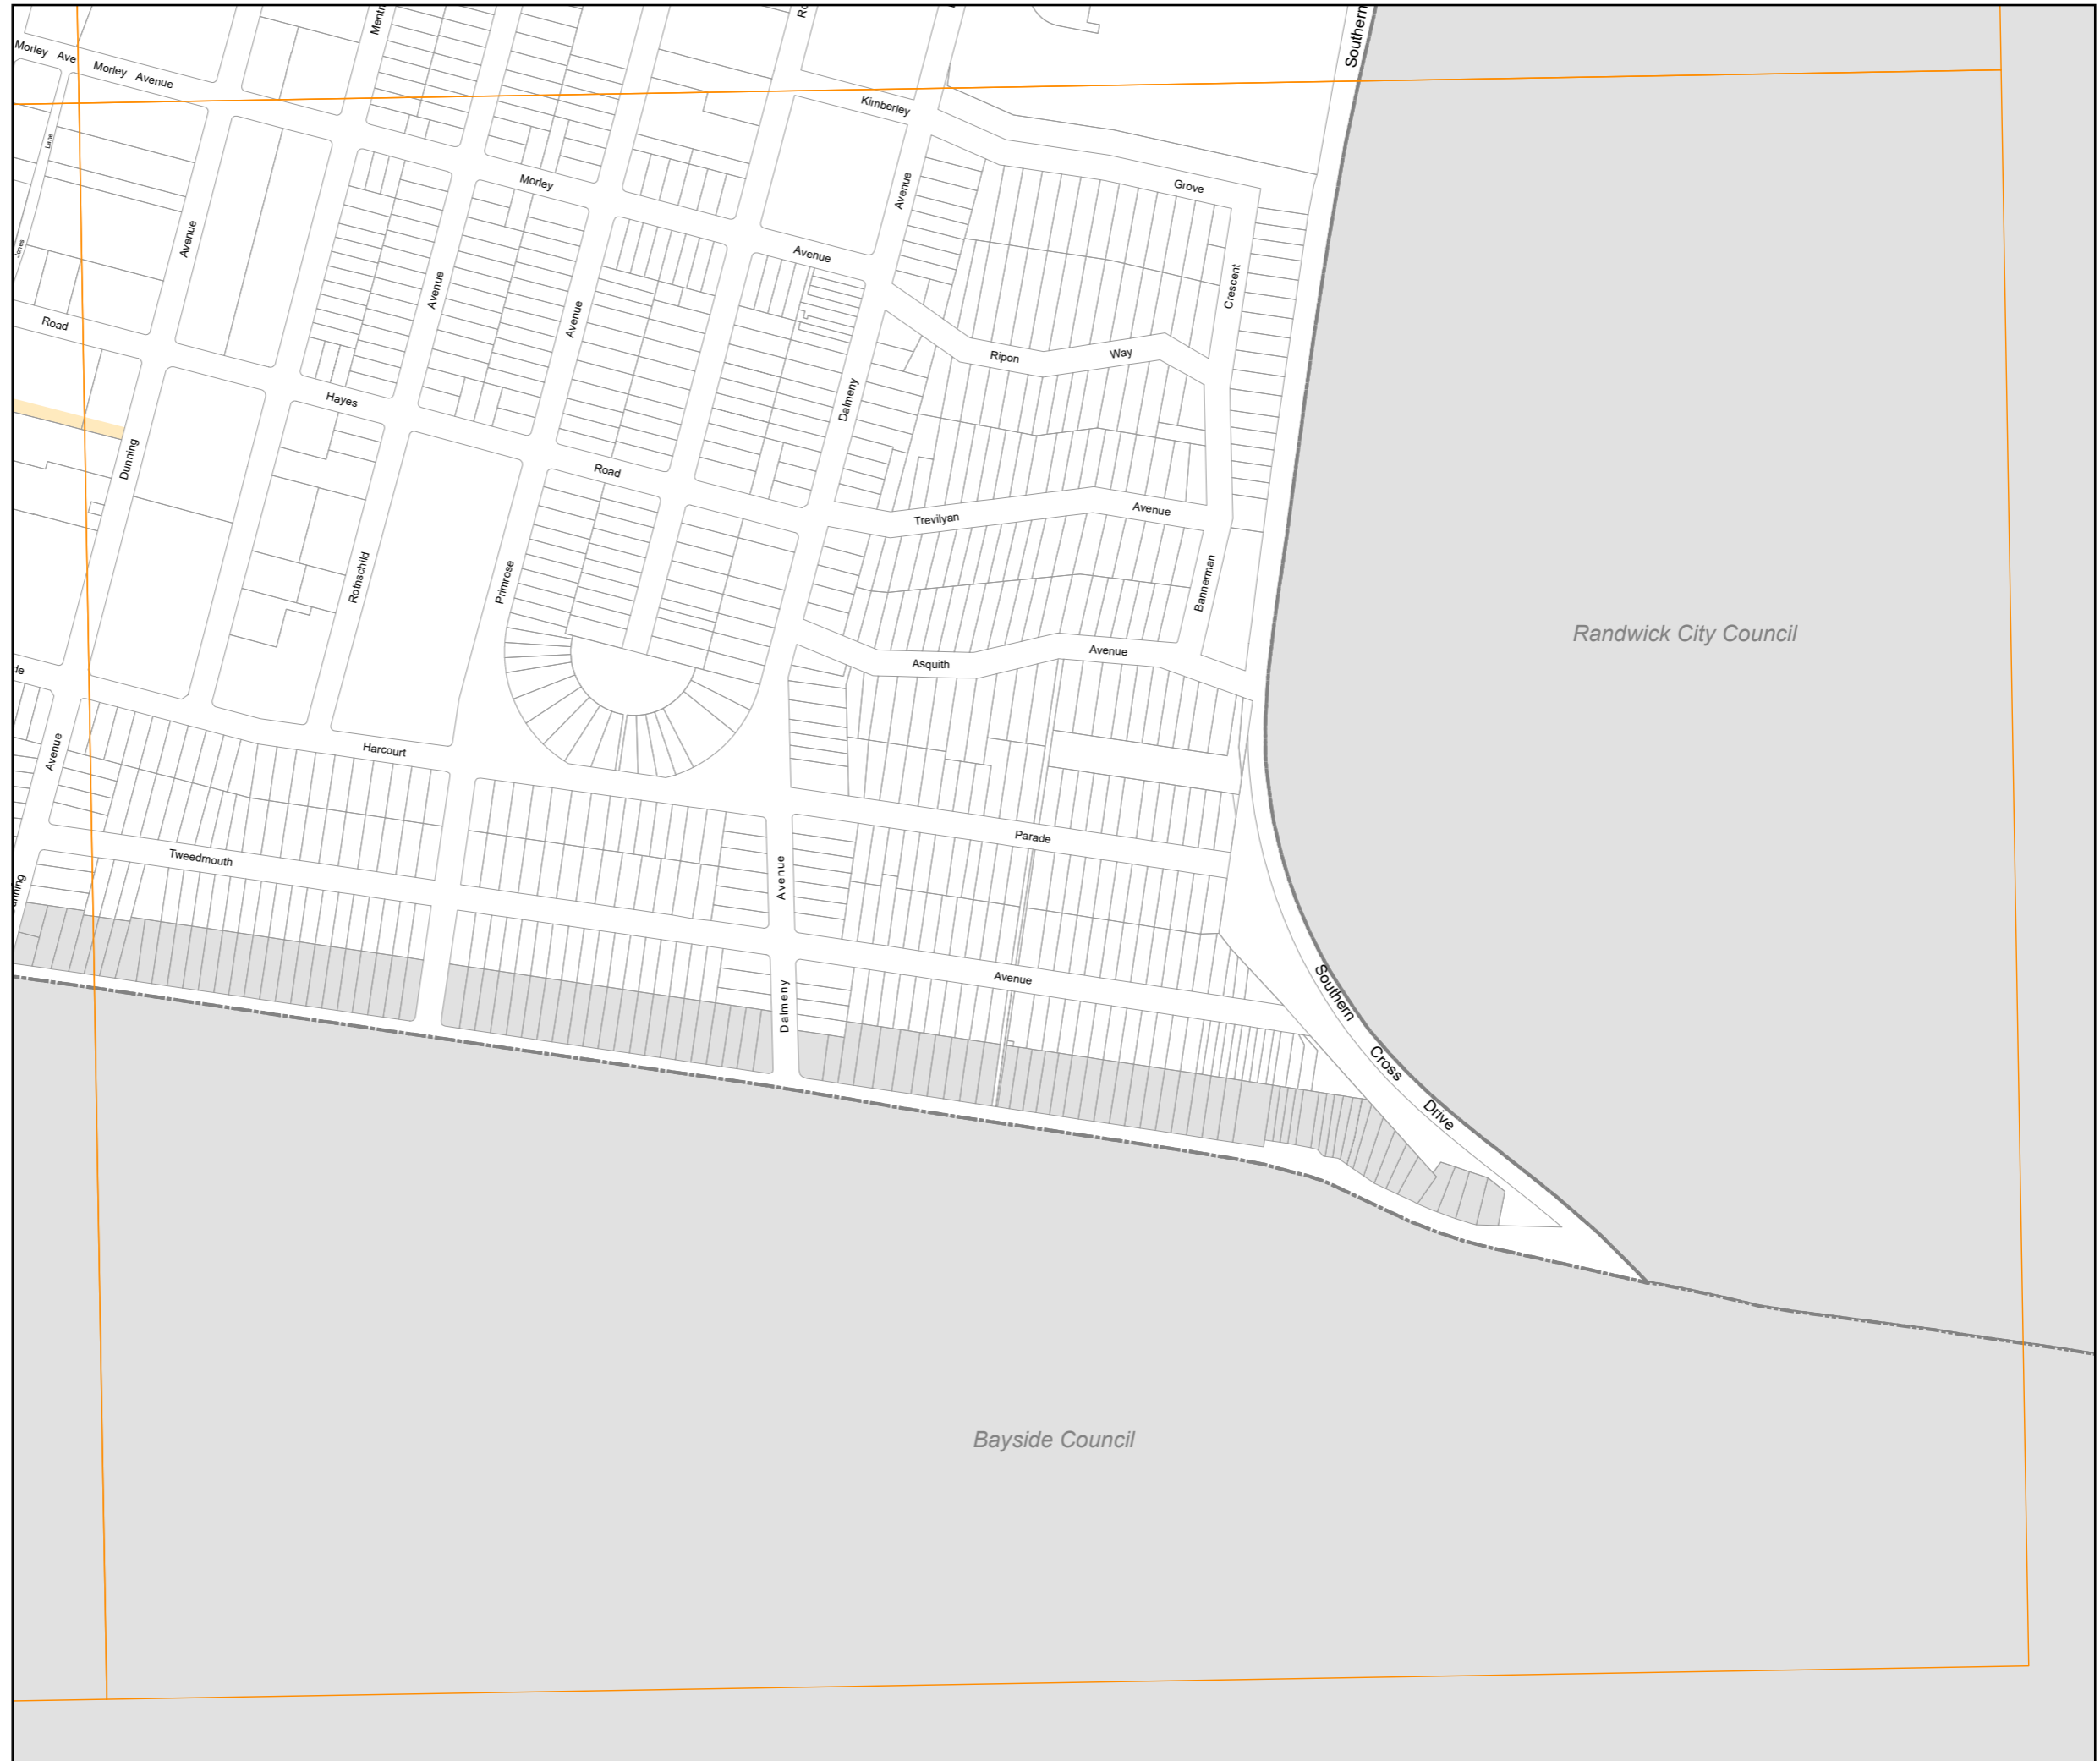 Southern
Morley Ave
Morley Avenue
Kimberley
Lane
Morley
Grove
Avenue
Avenue
Jones
Avenue
Avenue
Avenue
Crescent
Road
Ripon
Way
Hayes
Dalmeny
Dunning
Road
Trevilyan
Avenue
Rothschild
Primrose
Bannerman
Randwick City Council
Asquith
Avenue
Avenue
Harcourt
Parade
Tweedmouth
Avenue
Avenue
Dalmeny
Southern
Cross
Drive
Bayside Council